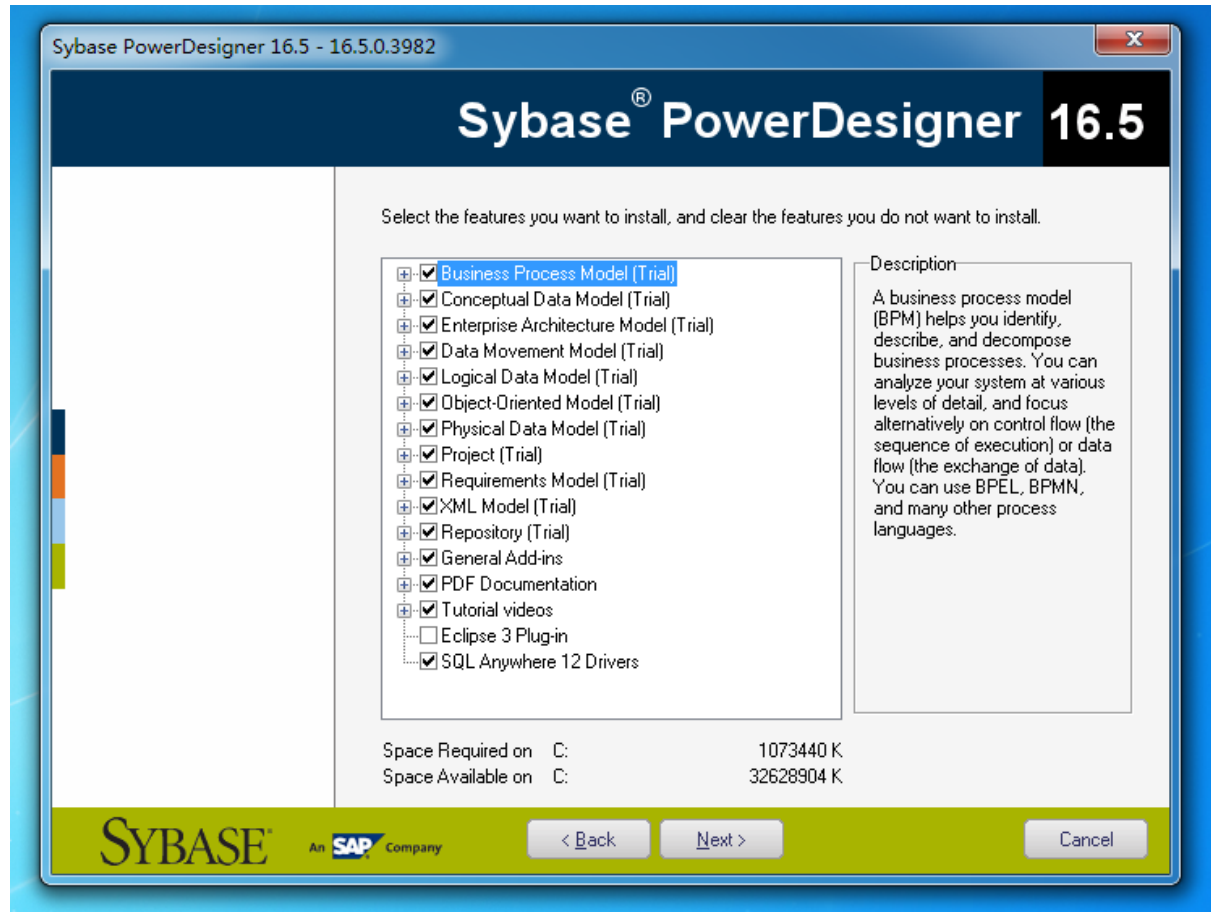 Sybase PowerDesigner 16.5 - 16.5.0.3982
X
Sybase® PowerDesigner 16.5
Select the features you want to install, and clear the features you do not want to install.
Business Process Model (Trial)
Conceptual Data Model (Trial)
Enterprise Architecture Model (Trial)
Data Movement Model (Trial)
Logical Data Model (Trial)
Object-Oriented Model (Trial)
Physical Data Model (Trial)
Project (Trial)
Requirements Model (Trial)
XML Model (Trial)
Repository (Trial)
General Add-ins
PDF Documentation
Tutorial videos
Eclipse 3 Plug-in
SQL Anywhere 12 Drivers
Description
A business process model
(BPM) helps you identify,
describe, and decompose
business processes. You can
analyze your system at various
levels of detail, and focus
alternatively on control flow (the
sequence of execution) or data
flow (the exchange of data).
You can use BPEL, BPMN,
and many other process
languages.
Space Required on C: 1073440 K
Space Available on C: 32628904 K
SYBASE An SAP Company
< Back
Next >
Cancel